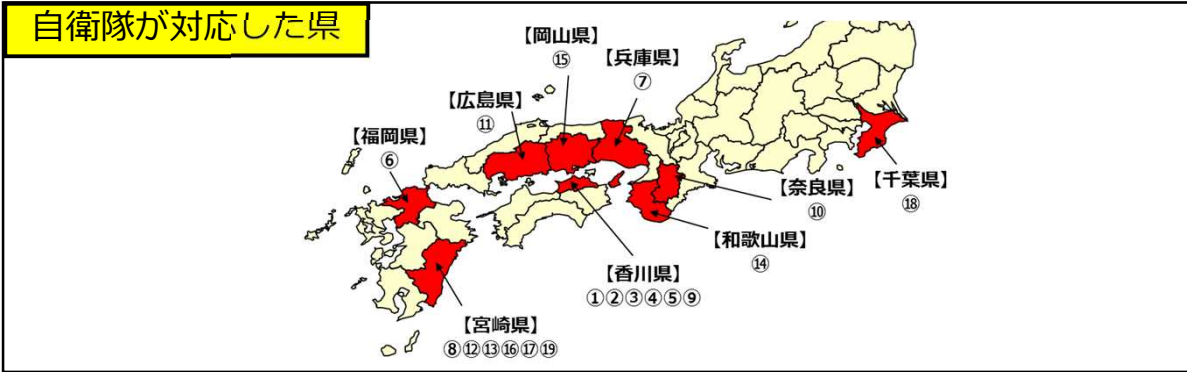 自衛隊が対応した県
【岡山県】
⑮
【兵庫県】
⑦
【広島県】
⑪
【福岡県】
⑥
【奈良県】
⑩
【千葉県】
⑱
【和歌山県】
⑭
【香川県】
①②③④⑤⑨
【宮崎県】
⑧⑫⑬⑯⑰⑲